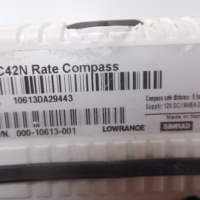 C42N Rate Compass
10613DA29443
Compass safe distance: 0.5m
Supply: 12V DC / NMEA 2
P/N: 000-10613-001
LOWRANCE
SIMRAD
Made in